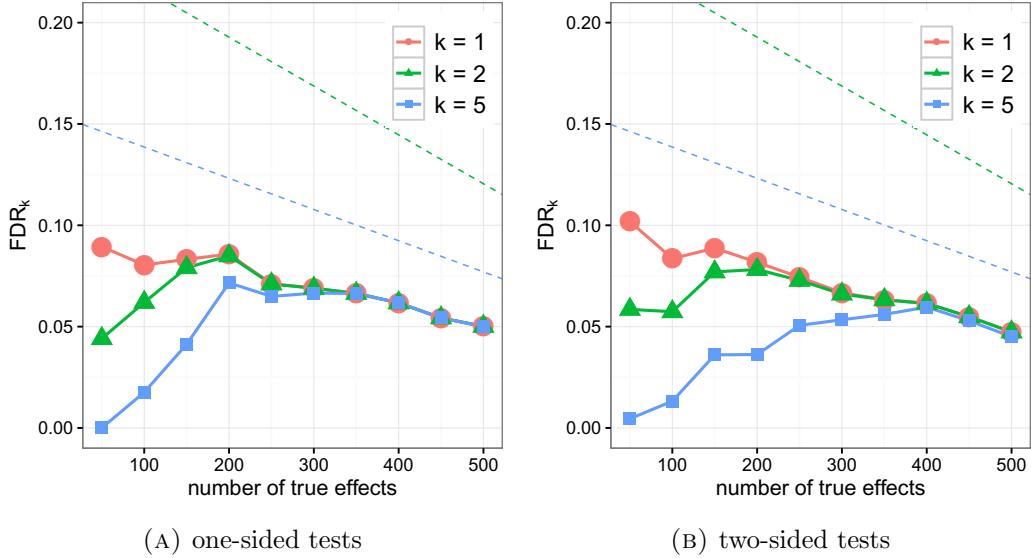 0.20
0.15
0.10
0.05
0.00
FDRk
k = 1
k = 2
k = 5
100 200 300 400 500
number of true effects
(A) one-sided tests
0.20
0.15
0.10
0.05
0.00
FDRk
k = 1
k = 2
k = 5
100 200 300 400 500
number of true effects
(B) two-sided tests